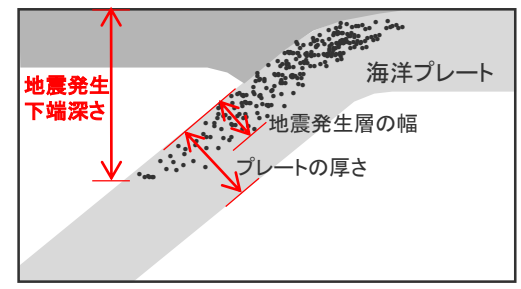 地震発生
下端深さ
海洋プレート
地震発生層の幅
プレートの厚さ